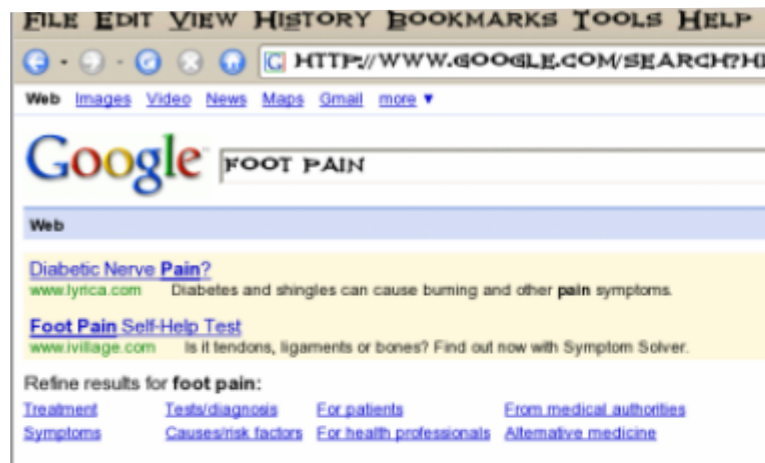 File Edit View History Bookmarks Tools Help
http://www.google.com/search?h
Web Images Video News Maps Gmail more ▼
Google foot pain
Web
Diabetic Nerve Pain?
www.lyrica.com Diabetes and shingles can cause burning and other pain symptoms.
Foot Pain Self-Help Test
www.ivillage.com Is it tendons, ligaments or bones? Find out now with Symptom Solver.
Refine results for foot pain:
Treatment Tests/diagnosis For patients From medical authorities
Symptoms Causes/risk factors For health professionals Alternative medicine